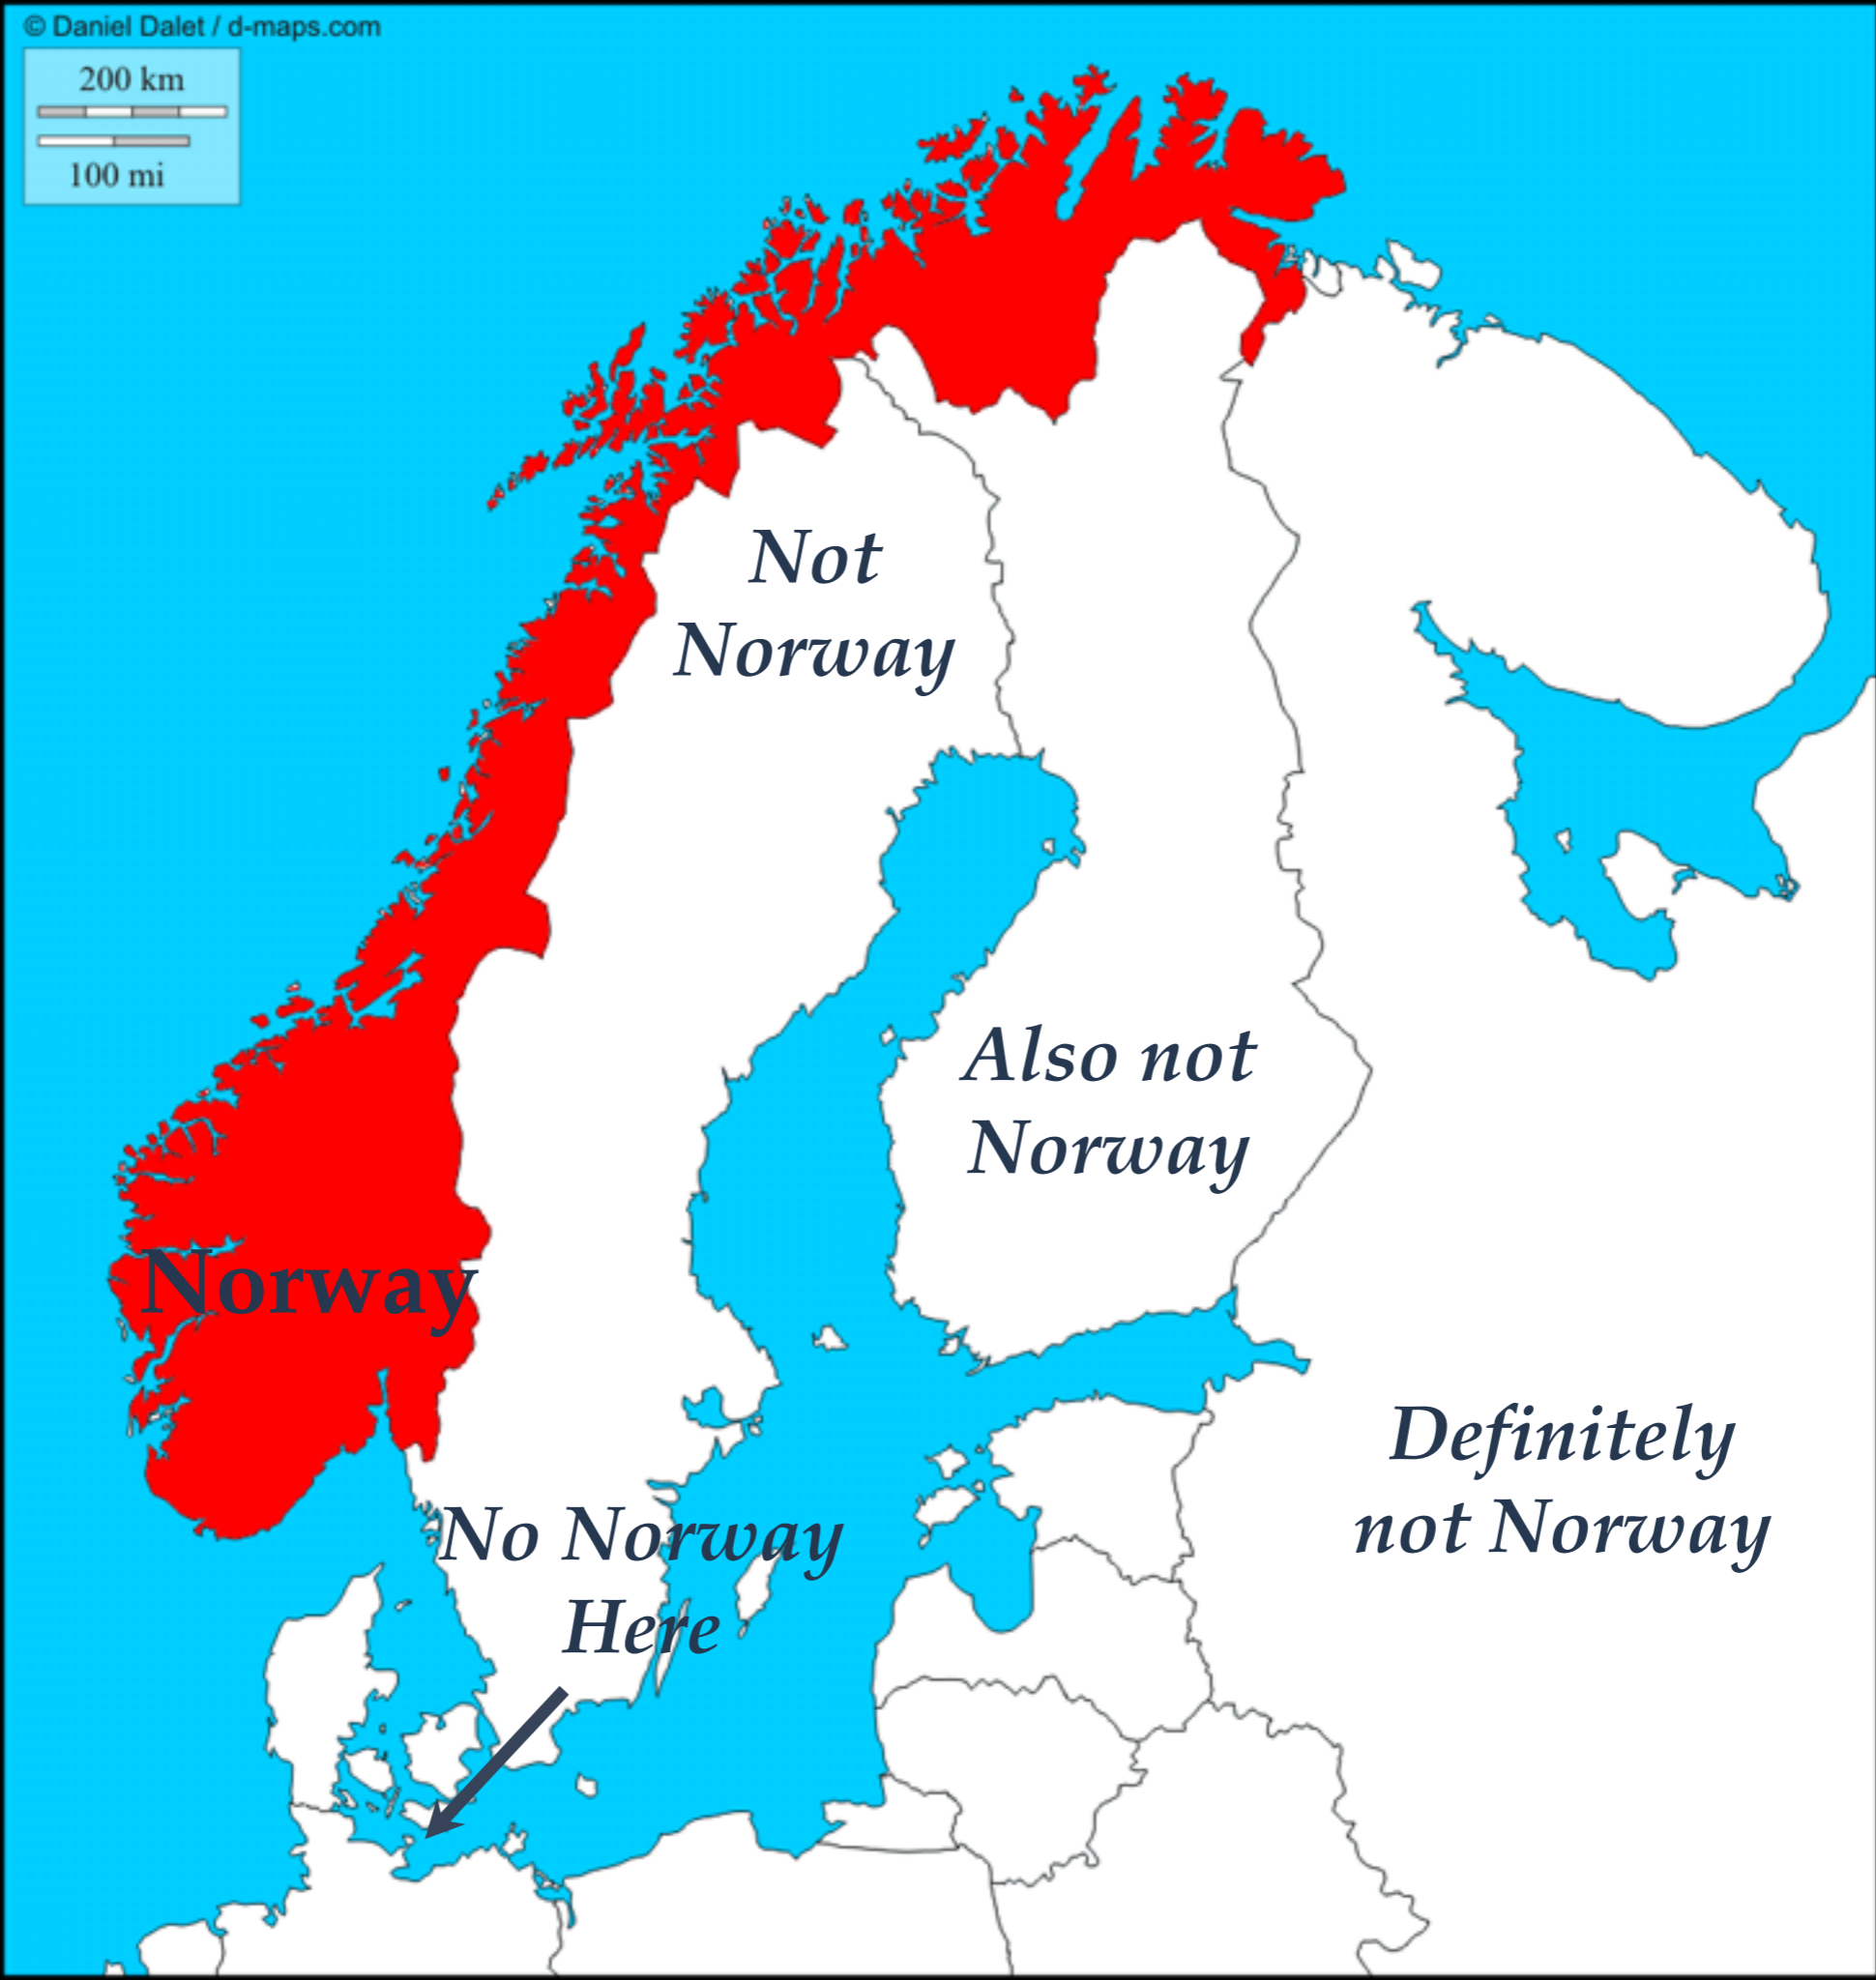 © Daniel Dalet / d-maps.com
200 km
100 mi
Not
Norway
Also not
Norway
Norway
Definitely
not Norway
No Norway
Here